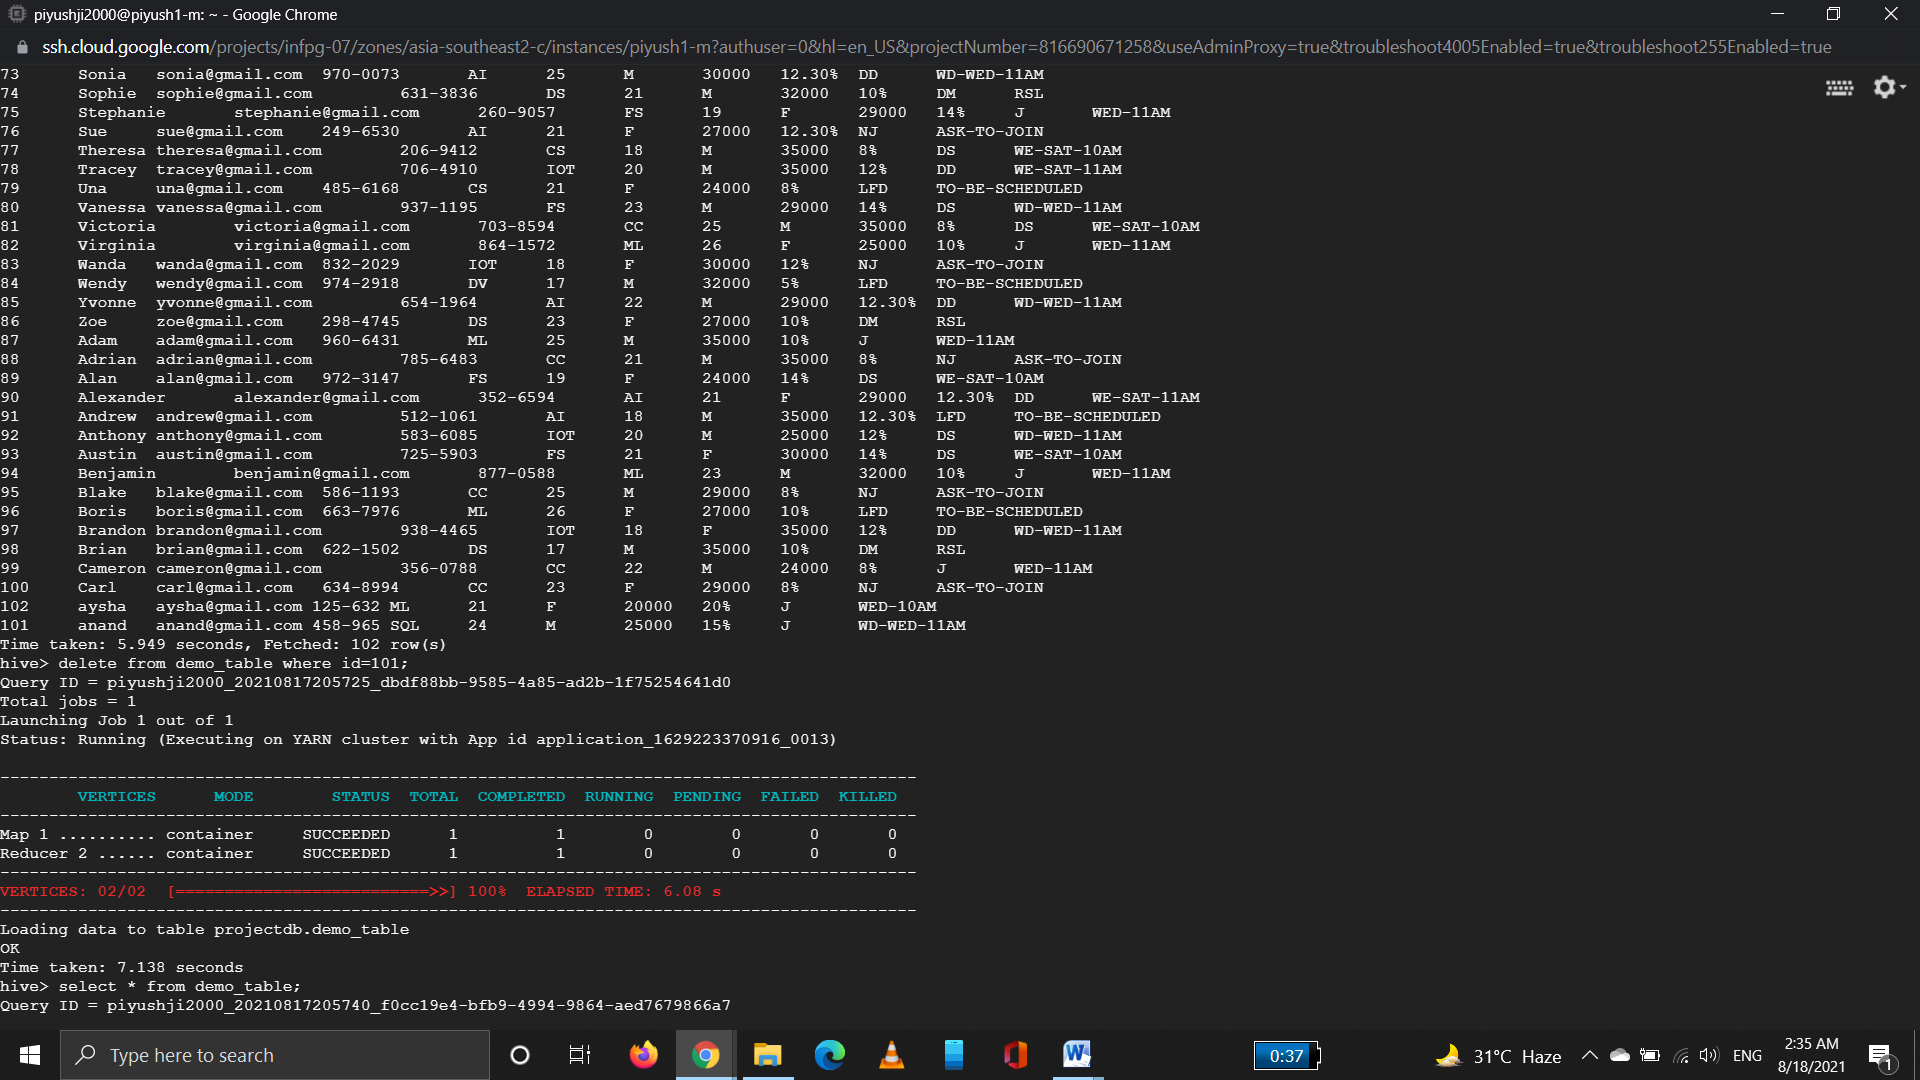 piyushji2000@piyush1-m: ~ - Google Chrome
ssh.cloud.google.com/projects/infpg-07/zones/asia-southeast2-c/instances/piyush1-m?authuser=0&hl=en_US&projectNumber=816690671258&useAdminProxy=true&troubleshoot4005Enabled=true&troubleshoot255Enabled=true
73 Sonia sonia@gmail.com 970-0073 AI 25 M 30000 12.30% DD WD-WED-11AM
74 Sophie sophie@gmail.com 631-3836 DS 21 M 32000 10% DM RSL
75 Stephanie stephanie@gmail.com 260-9057 FS 19 F 29000 14% J WED-11AM
76 Sue sue@gmail.com 249-6530 AI 21 F 27000 12.30% NJ ASK-TO-JOIN
77 Theresa theresa@gmail.com 206-9412 CS 18 M 35000 8% DS WE-SAT-10AM
78 Tracey tracey@gmail.com 706-4910 IOT 20 M 35000 12% DD WE-SAT-11AM
79 Una una@gmail.com 485-6168 CS 21 F 24000 8% LFD TO-BE-SCHEDULED
80 Vanessa vanessa@gmail.com 937-1195 FS 23 M 29000 14% DS WD-WED-11AM
81 Victoria victoria@gmail.com 703-8594 CC 25 M 35000 8% DS WE-SAT-10AM
82 Virginia virginia@gmail.com 864-1572 ML 26 F 25000 10% J WED-11AM
83 Wanda wanda@gmail.com 832-2029 IOT 18 F 30000 12% NJ ASK-TO-JOIN
84 Wendy wendy@gmail.com 974-2918 DV 17 M 32000 5% LFD TO-BE-SCHEDULED
85 Yvonne yvonne@gmail.com 654-1964 AI 22 M 29000 12.30% DD WD-WED-11AM
86 Zoe zoe@gmail.com 298-4745 DS 23 F 27000 10% DM RSL
87 Adam adam@gmail.com 960-6431 ML 25 M 35000 10% J WED-11AM
88 Adrian adrian@gmail.com 785-6483 CC 21 M 35000 8% NJ ASK-TO-JOIN
89 Alan alan@gmail.com 972-3147 FS 19 F 24000 14% DS WE-SAT-10AM
90 Alexander alexander@gmail.com 352-6594 AI 21 F 29000 12.30% DD WE-SAT-11AM
91 Andrew andrew@gmail.com 512-1061 AI 18 M 35000 12.30% LFD TO-BE-SCHEDULED
92 Anthony anthony@gmail.com 583-6085 IOT 20 M 25000 12% DS WD-WED-11AM
93 Austin austin@gmail.com 725-5903 FS 21 F 30000 14% DS WE-SAT-10AM
94 Benjamin benjamin@gmail.com 877-0588 ML 23 M 32000 10% J WED-11AM
95 Blake blake@gmail.com 586-1193 CC 25 M 29000 8% NJ ASK-TO-JOIN
96 Boris boris@gmail.com 663-7976 ML 26 F 27000 10% LFD TO-BE-SCHEDULED
97 Brandon brandon@gmail.com 938-4465 IOT 18 F 35000 12% DD WD-WED-11AM
98 Brian brian@gmail.com 622-1502 DS 17 M 35000 10% DM RSL
99 Cameron cameron@gmail.com 356-0788 CC 22 M 24000 8% J WED-11AM
100 Carl carl@gmail.com 634-8994 CC 23 F 29000 8% NJ ASK-TO-JOIN
102 aysha aysha@gmail.com 125-632 ML 21 F 20000 20% J WED-10AM
101 anand anand@gmail.com 458-965 SQL 24 M 25000 15% J WD-WED-11AM
Time taken: 5.949 seconds, Fetched: 102 row(s)
hive> delete from demo_table where id=101;
Query ID = piyushji2000_20210817205725_dbdf88bb-9585-4a85-ad2b-1f75254641d0
Total jobs = 1
Launching Job 1 out of 1
Status: Running (Executing on YARN cluster with App id application_1629223370916_0013)
----------------------------------------------------------------------------------------------
VERTICES MODE STATUS TOTAL COMPLETED RUNNING PENDING FAILED KILLED
----------------------------------------------------------------------------------------------
Map 1 .......... container SUCCEEDED 1 1 0 0 0 0
Reducer 2 ...... container SUCCEEDED 1 1 0 0 0 0
----------------------------------------------------------------------------------------------
VERTICES: 02/02 [==========================>>] 100% ELAPSED TIME: 6.08 s
----------------------------------------------------------------------------------------------
Loading data to table projectdb.demo_table
OK
Time taken: 7.138 seconds
hive> select * from demo_table;
Query ID = piyushji2000_20210817205740_f0cc19e4-bfb9-4994-9864-aed7679866a7
Type here to search
0:37
31°C Haze
ENG
2:35 AM
8/18/2021
1